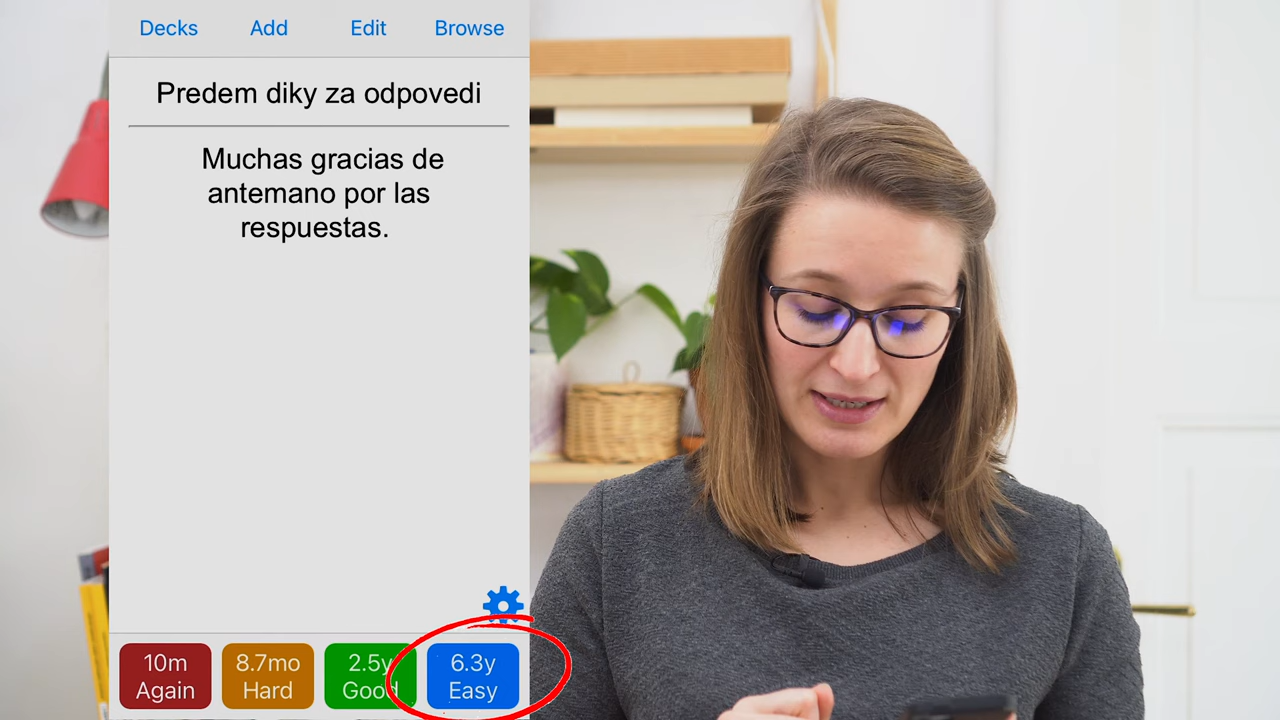 Decks Add Edit Browse
Predem diky za odpovedi
Muchas gracias de
antemano por las
respuestas.
10m 8.7mo 2.5y 6.3y
Again Hard Good Easy